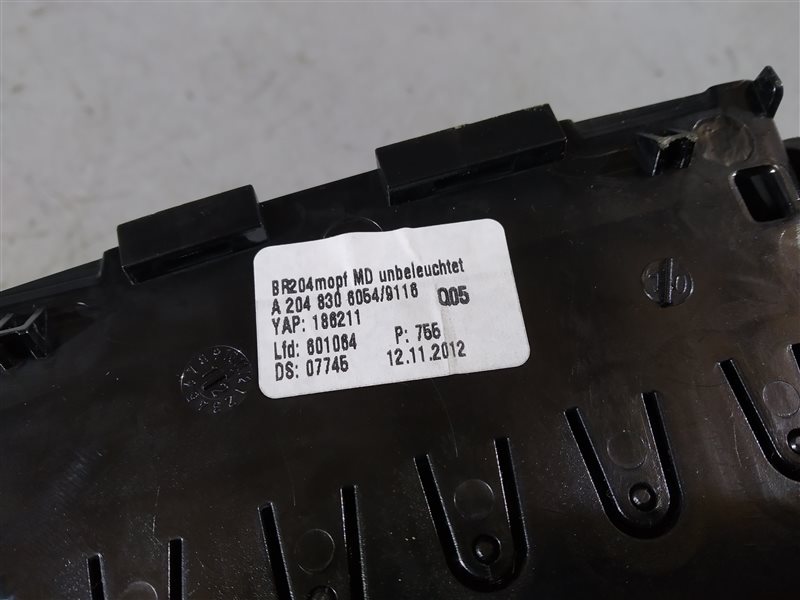 BR204mopf MD unbeleuchtet
A 204 830 6054/9116 Q05
YAP: 186211
Lfd: 601064 P: 755
DS: 07745 12.11.2012